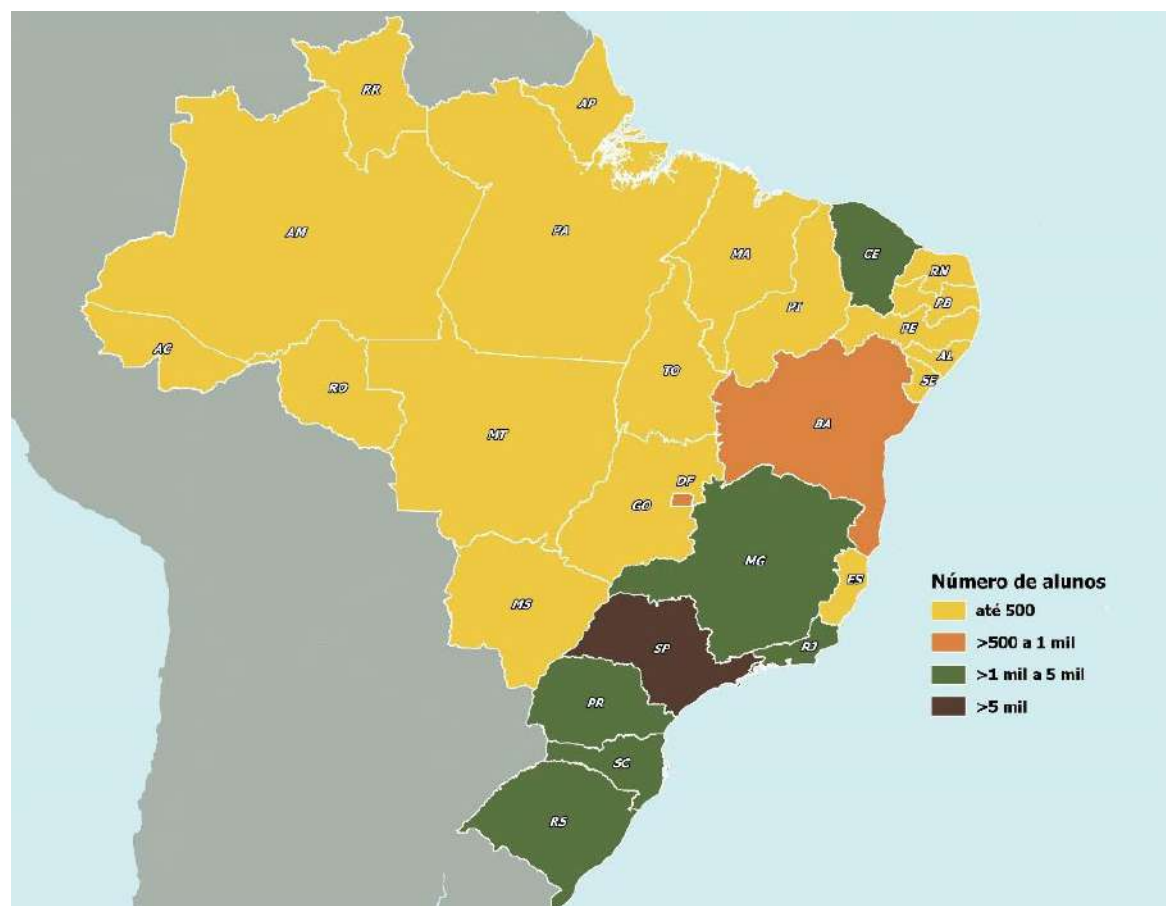 RR
AP
AM
PA
MA
CE
RN
PB
PI
PE
AL
SE
AC
RO
TO
MT
BA
DF
GO
MG
ES
MS
SP
RJ
PR
SC
RS
Número de alunos
até 500
>500 a 1 mil
>1 mil a 5 mil
>5 mil